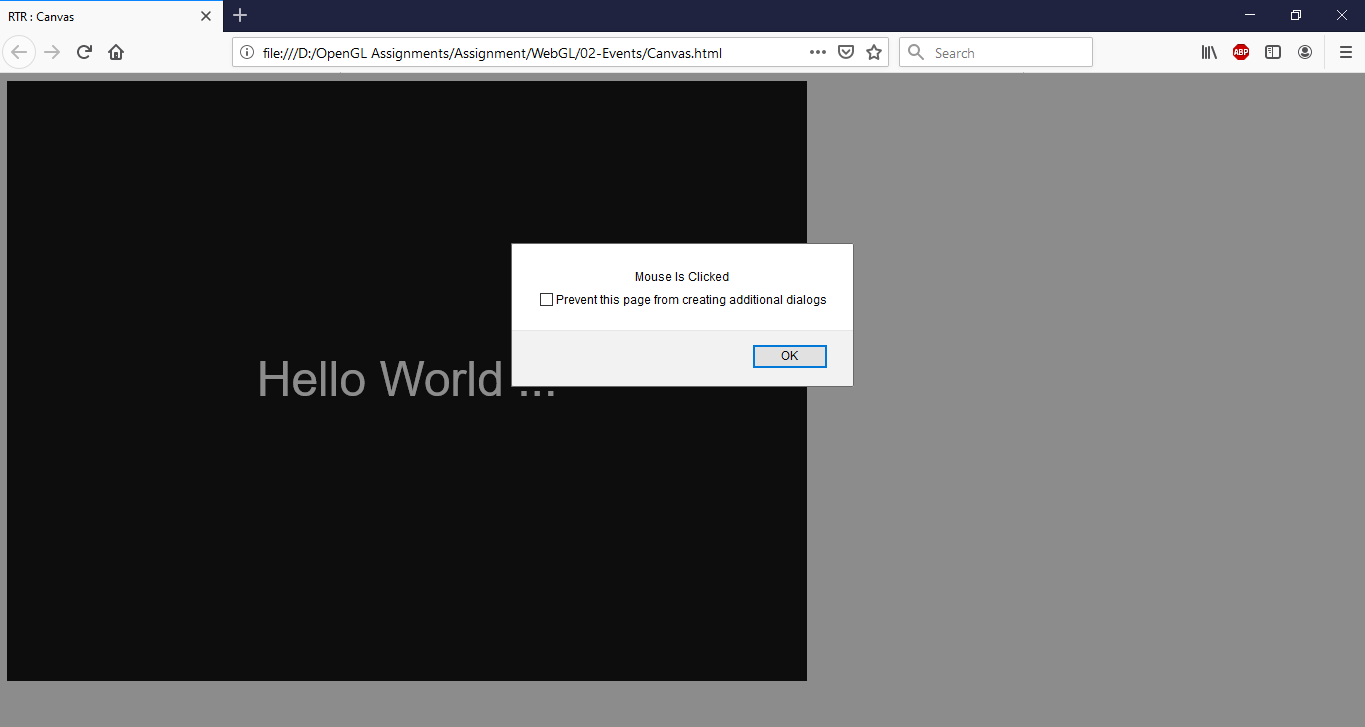 RTR : Canvas
file:///D:/OpenGL Assignments/Assignment/WebGL/02-Events/Canvas.html
Search
ABP
Mouse Is Clicked
Prevent this page from creating additional dialogs
OK
Hello World ...